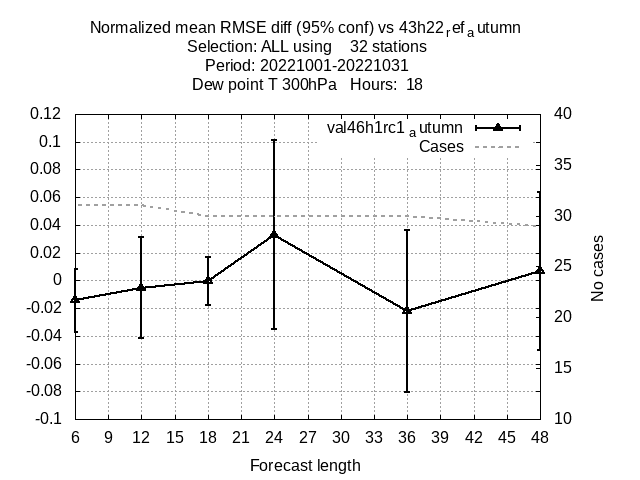 Normalized mean RMSE diff (95% conf) vs 43h22refautumn
Selection: ALL using 32 stations
Period: 20221001-20221031
Dew point T 300hPa Hours: 18
val46h1rc1autumn
Cases
0.12
0.1
0.08
0.06
0.04
0.02
0
-0.02
-0.04
-0.06
-0.08
-0.1
40
35
30
25
20
15
10
No cases
6 9 12 15 18 21 24 27 30 33 36 39 42 45 48
Forecast length